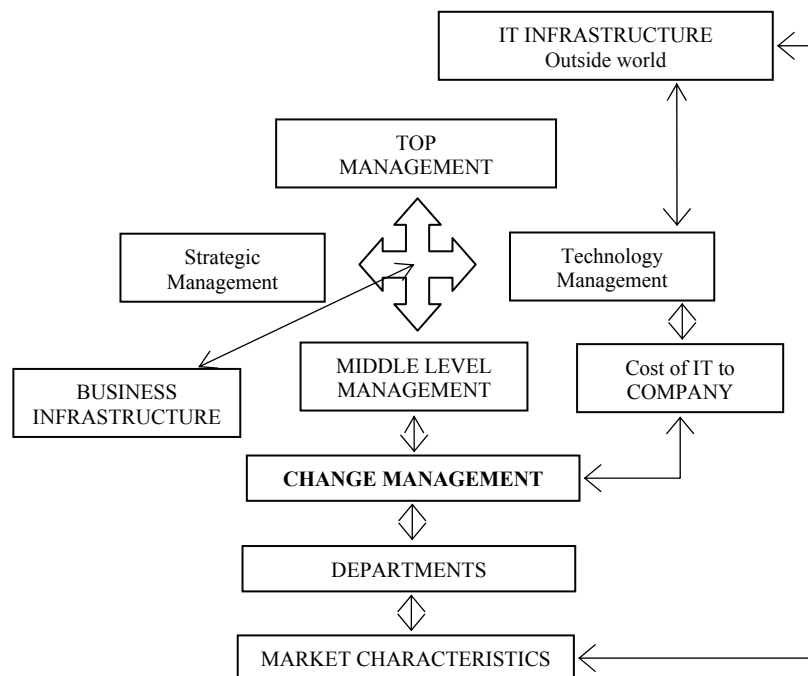 IT INFRASTRUCTURE
Outside world
TOP
MANAGEMENT
Strategic
Management
Technology
Management
MIDDLE LEVEL
MANAGEMENT
Cost of IT to
COMPANY
BUSINESS
INFRASTRUCTURE
CHANGE MANAGEMENT
DEPARTMENTS
MARKET CHARACTERISTICS